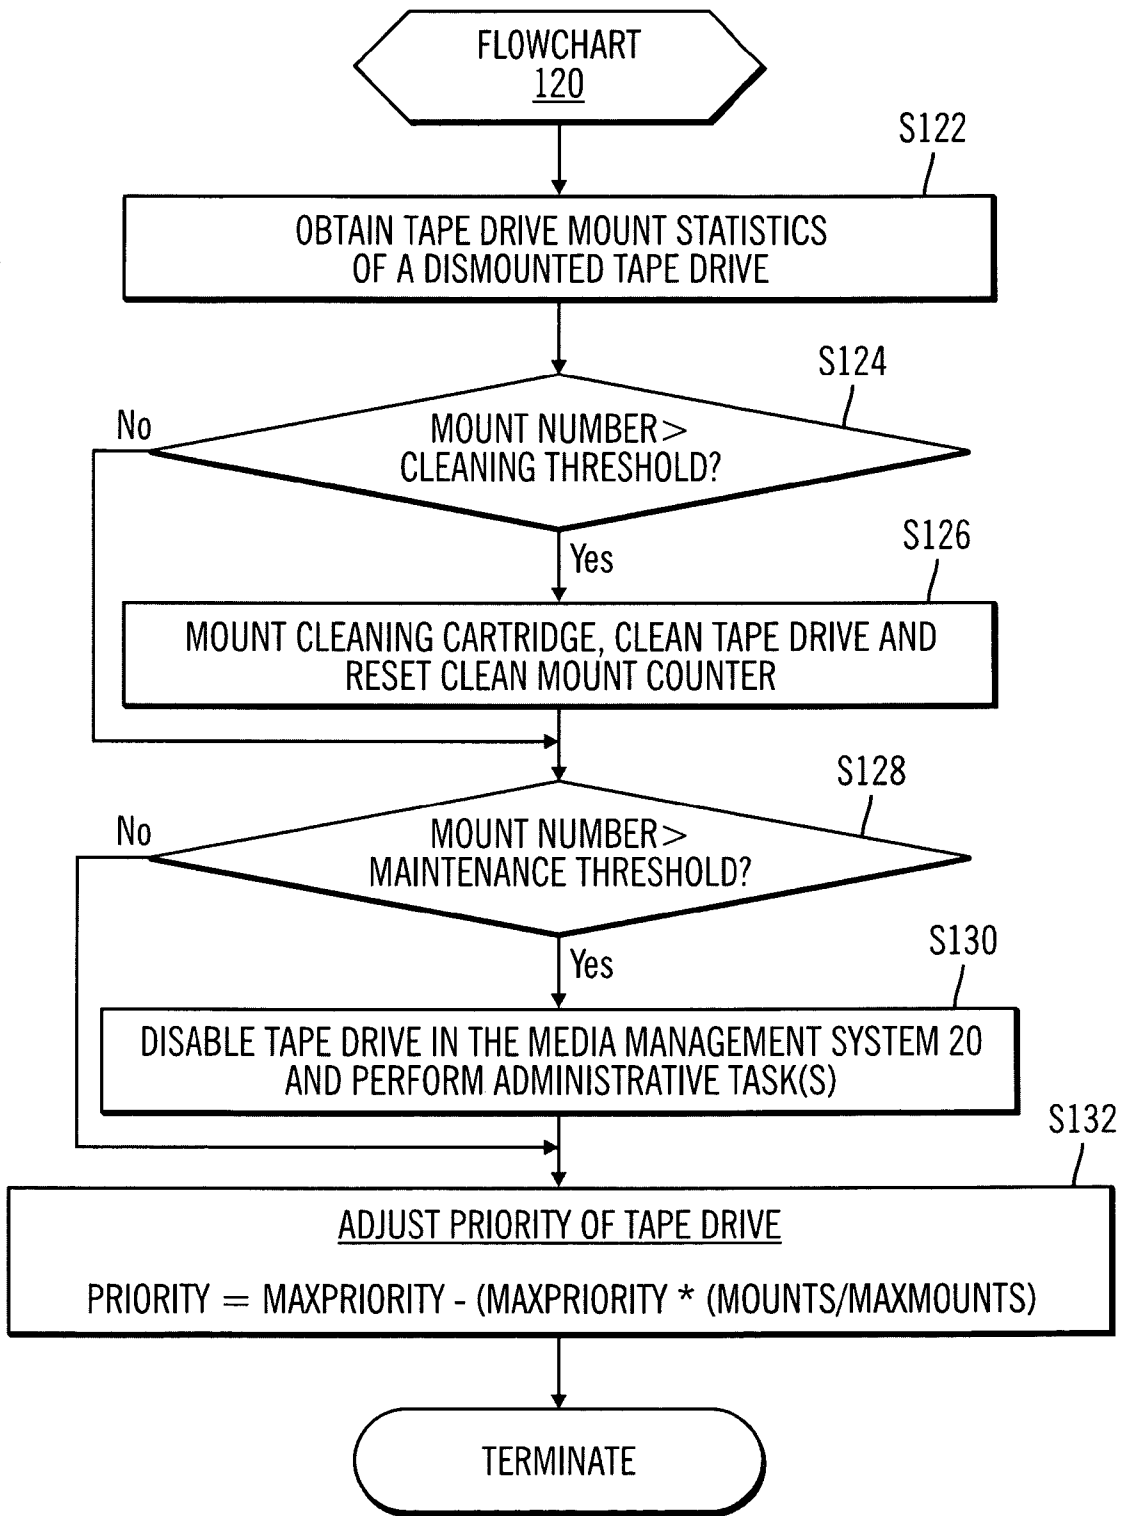 FLOWCHART
120
S122
OBTAIN TAPE DRIVE MOUNT STATISTICS
OF A DISMOUNTED TAPE DRIVE
S124
No
MOUNT NUMBER >
CLEANING THRESHOLD?
Yes
S126
MOUNT CLEANING CARTRIDGE, CLEAN TAPE DRIVE AND
RESET CLEAN MOUNT COUNTER
S128
No
MOUNT NUMBER >
MAINTENANCE THRESHOLD?
Yes
S130
DISABLE TAPE DRIVE IN THE MEDIA MANAGEMENT SYSTEM 20
AND PERFORM ADMINISTRATIVE TASK(S)
S132
ADJUST PRIORITY OF TAPE DRIVE
PRIORITY = MAXPRIORITY - (MAXPRIORITY * (MOUNTS/MAXMOUNTS)
TERMINATE